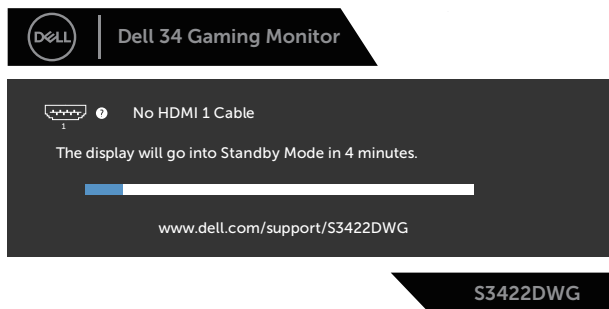 DELL
Dell 34 Gaming Monitor
1
? No HDMI 1 Cable
The display will go into Standby Mode in 4 minutes.
www.dell.com/support/S3422DWG
S3422DWG